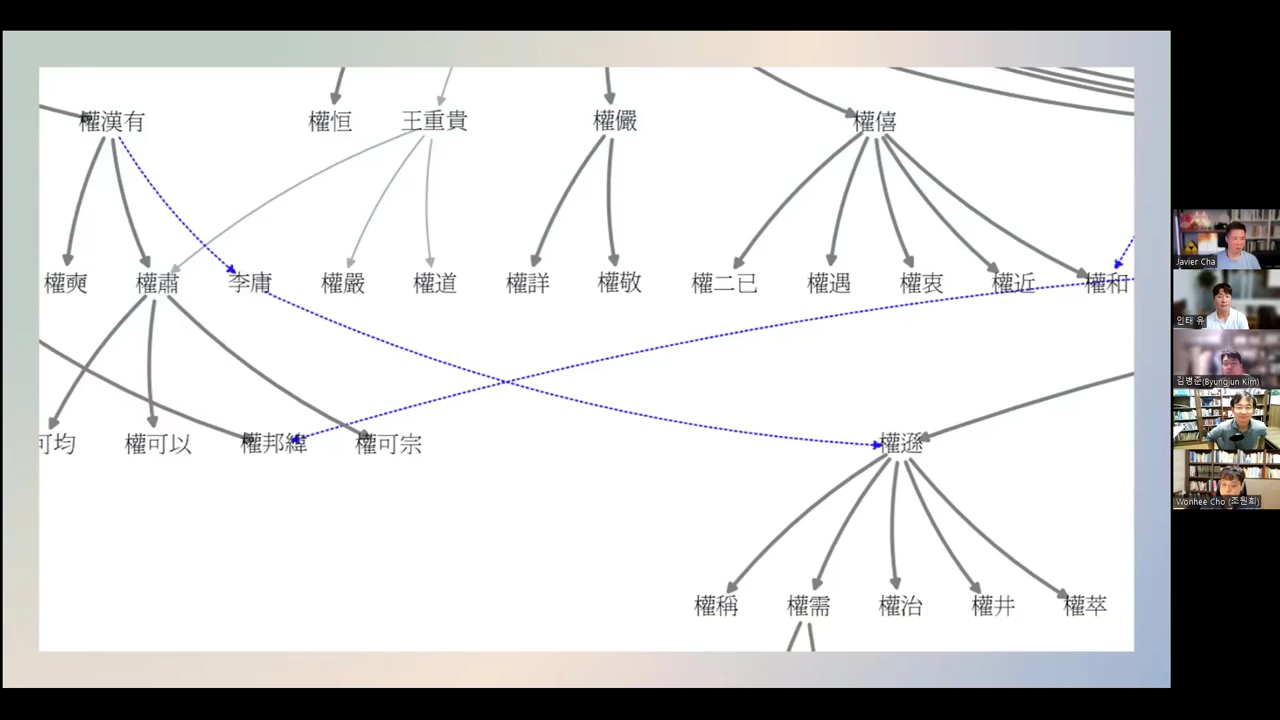 權漢有
權恒
王重貴
權儼
權僖
權奭
權肅
李庸
權嚴
權道
權詳
權敬
權二已
權遇
權衷
權近
權和
可均
權可以
權邦緯
權可宗
權遜
權稱
權需
權治
權井
權萃
Javier Cha
인태 유
김병준(Byungjun Kim)
Wonhee Cho (조원희)